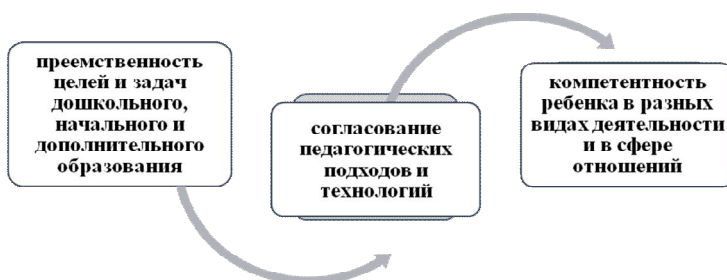 преемственность
целей и задач
дошкольного,
начального и
дополнительного
образования
согласование
педагогических
подходов и
технологий
компетентность
ребенка в разных
видах деятельности
и в сфере
отношений